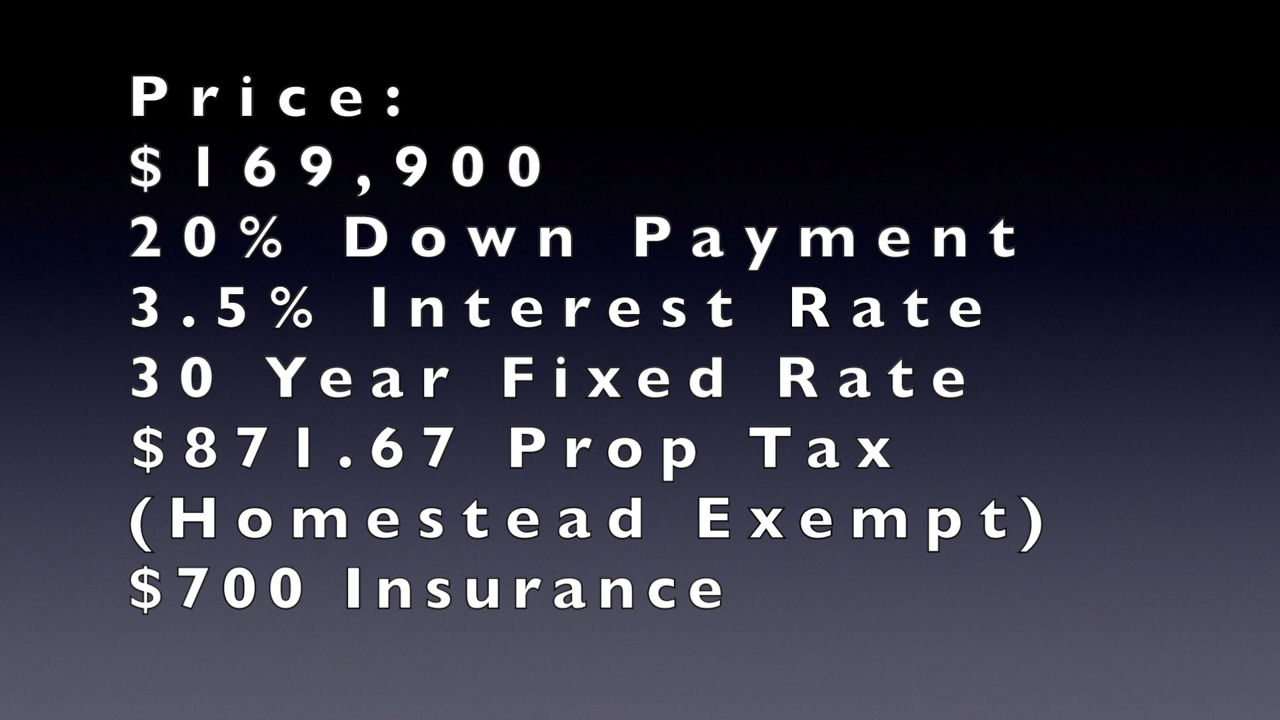 Price:
$169,900
20% Down Payment
3.5% Interest Rate
30 Year Fixed Rate
$871.67 Prop Tax
(Homestead Exempt)
$700 Insurance